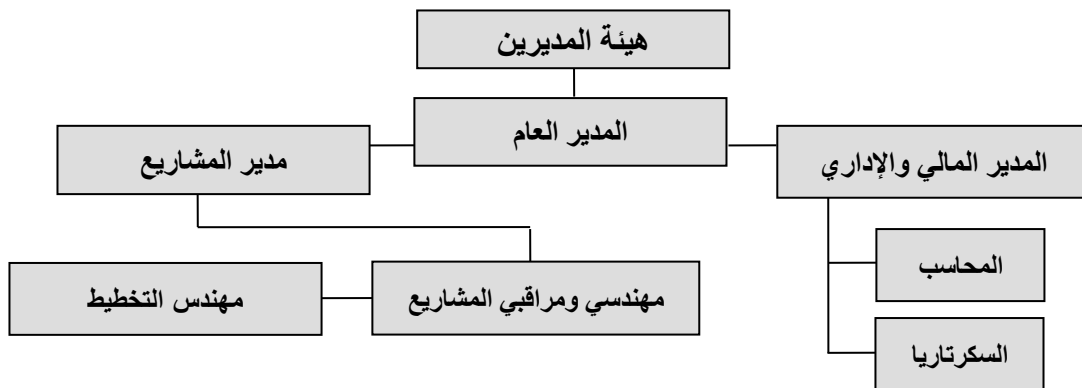 هيئة المديرين
المدير العام
المدير المالي والإداري
مدير المشاريع
المحاسب
السكرتاريا
مهندسي ومراقبي المشاريع
مهندس التخطيط